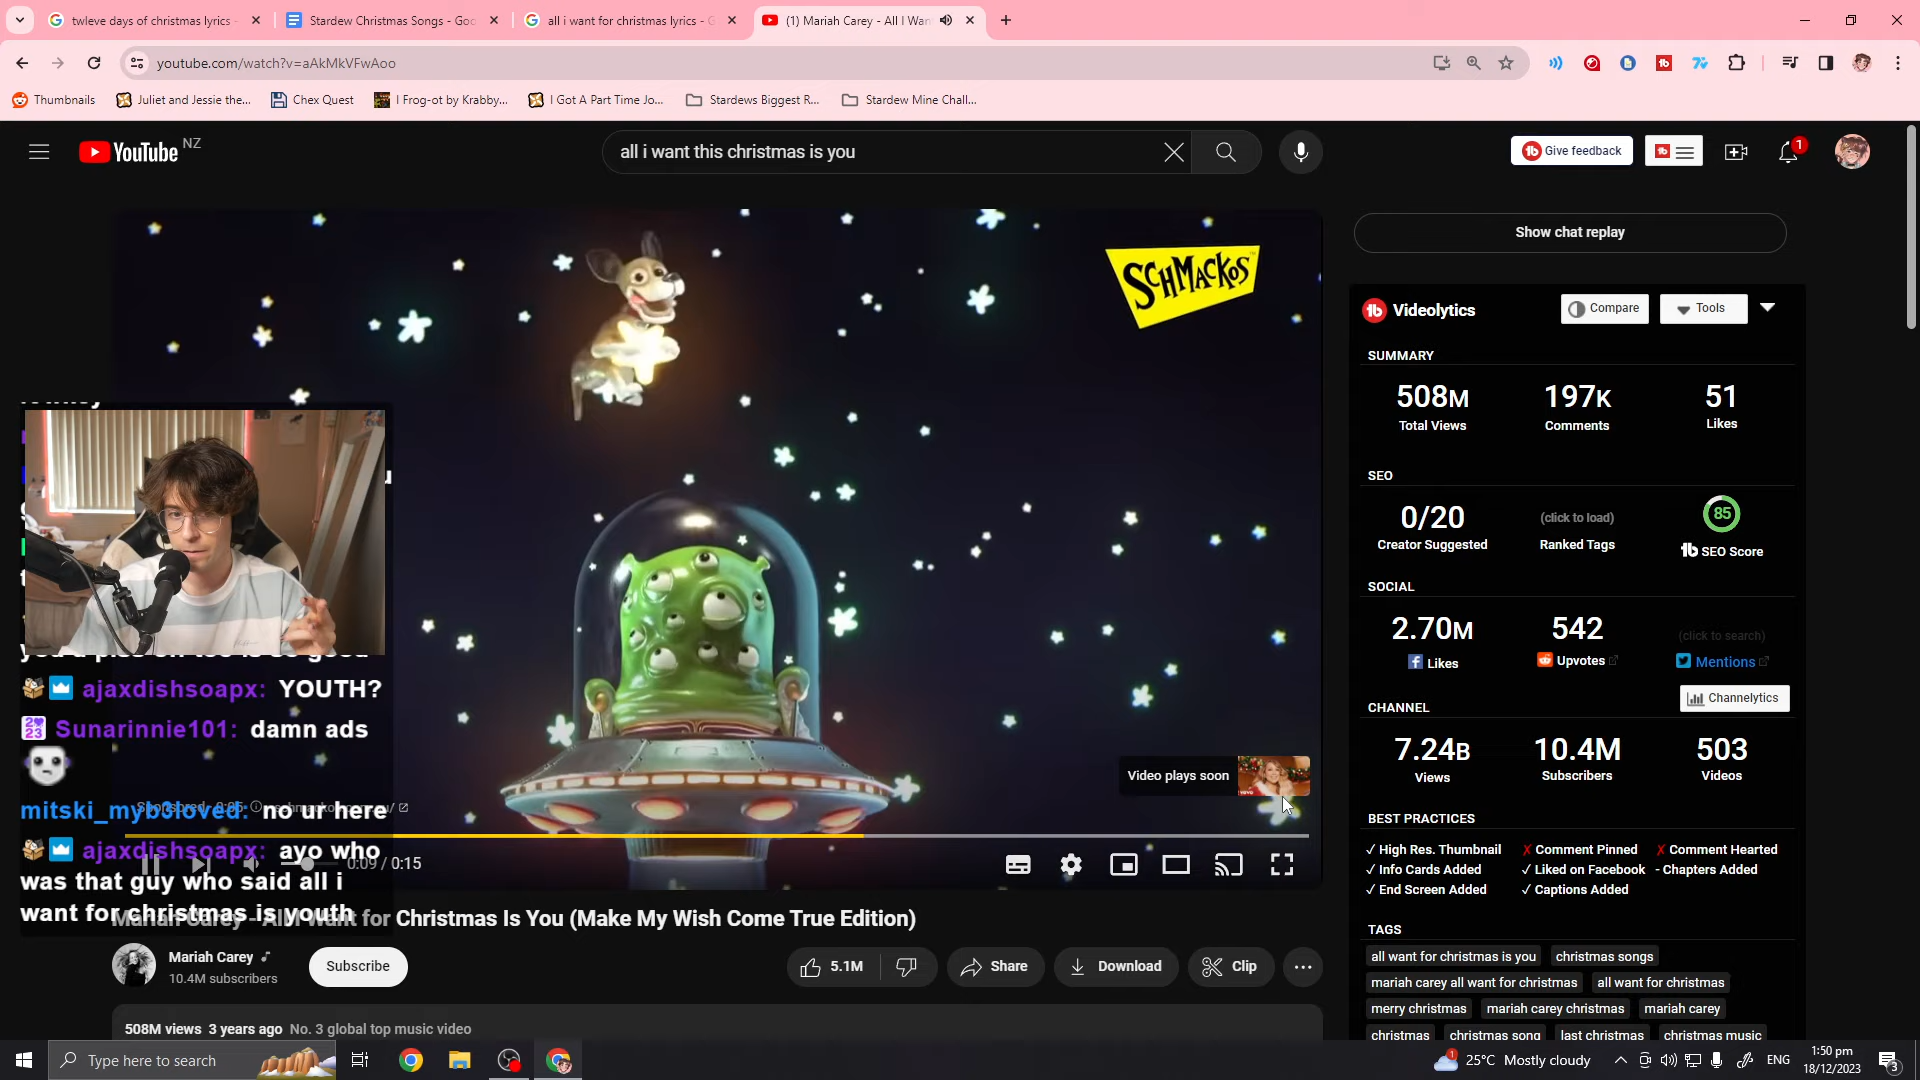 twleve days of christmas lyrics -
Stardew Christmas Songs - Goo
all i want for christmas lyrics - G
(1) Mariah Carey - All I Wan
youtube.com/watch?v=aAkMkVFwAoo
Thumbnails
Juliet and Jessie the...
Chex Quest
I Frog-ot by Krabby...
I Got A Part Time Jo...
Stardews Biggest R...
Stardew Mine Chall...
YouTube NZ
all i want this christmas is you
Give feedback
1
SCHMACKOS
Show chat replay
Videolytics
Compare
Tools
SUMMARY
508M 197K 51
Total Views Comments Likes
SEO
0/20 (click to load) 85
Creator Suggested Ranked Tags SEO Score
SOCIAL
2.70M 542 (click to search)
Likes Upvotes Mentions
Channelytics
CHANNEL
7.24B 10.4M 503
Views Subscribers Videos
BEST PRACTICES
✓ High Res. Thumbnail ✗ Comment Pinned ✗ Comment Hearted
✓ Info Cards Added ✓ Liked on Facebook - Chapters Added
✓ End Screen Added ✓ Captions Added
TAGS
all want for christmas is you christmas songs
mariah carey all want for christmas all want for christmas
merry christmas mariah carey christmas mariah carey
christmas christmas song last christmas christmas music
ajaxdishsoapx: YOUTH?
Sunarinnie101: damn ads
mitski_myb3loved: no ur here
ajaxdishsoapx: ayo who
was that guy who said all i
want for christmas is youth
Video plays soon
0:09 / 0:15
Mariah Carey - All I Want for Christmas Is You (Make My Wish Come True Edition)
Mariah Carey
10.4M subscribers
Subscribe
5.1M
Share
Download
Clip
508M views 3 years ago No. 3 global top music video
Type here to search
1
25°C Mostly cloudy
ENG
1:50 pm
18/12/2023
3